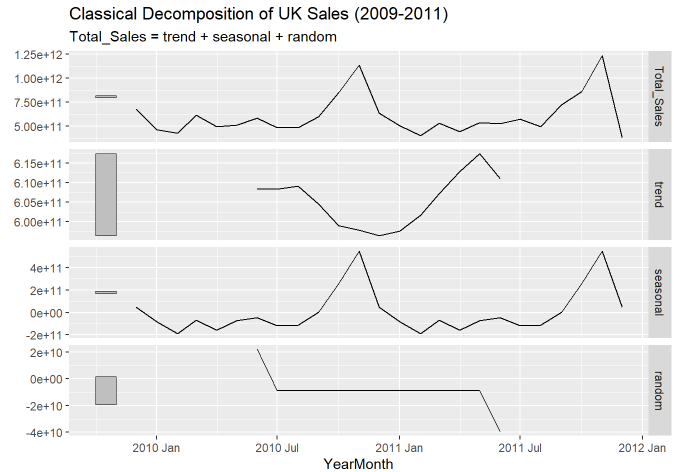 Classical Decomposition of UK Sales (2009-2011)
Total_Sales = trend + seasonal + random
1.25e+12
1.00e+12
7.50e+11
5.00e+11
Total_Sales
6.15e+11
6.10e+11
6.05e+11
6.00e+11
trend
4e+11
2e+11
0e+00
-2e+11
seasonal
2e+10
0e+00
-2e+10
-4e+10
random
2010 Jan
2010 Jul
2011 Jan
2011 Jul
2012 Jan
YearMonth